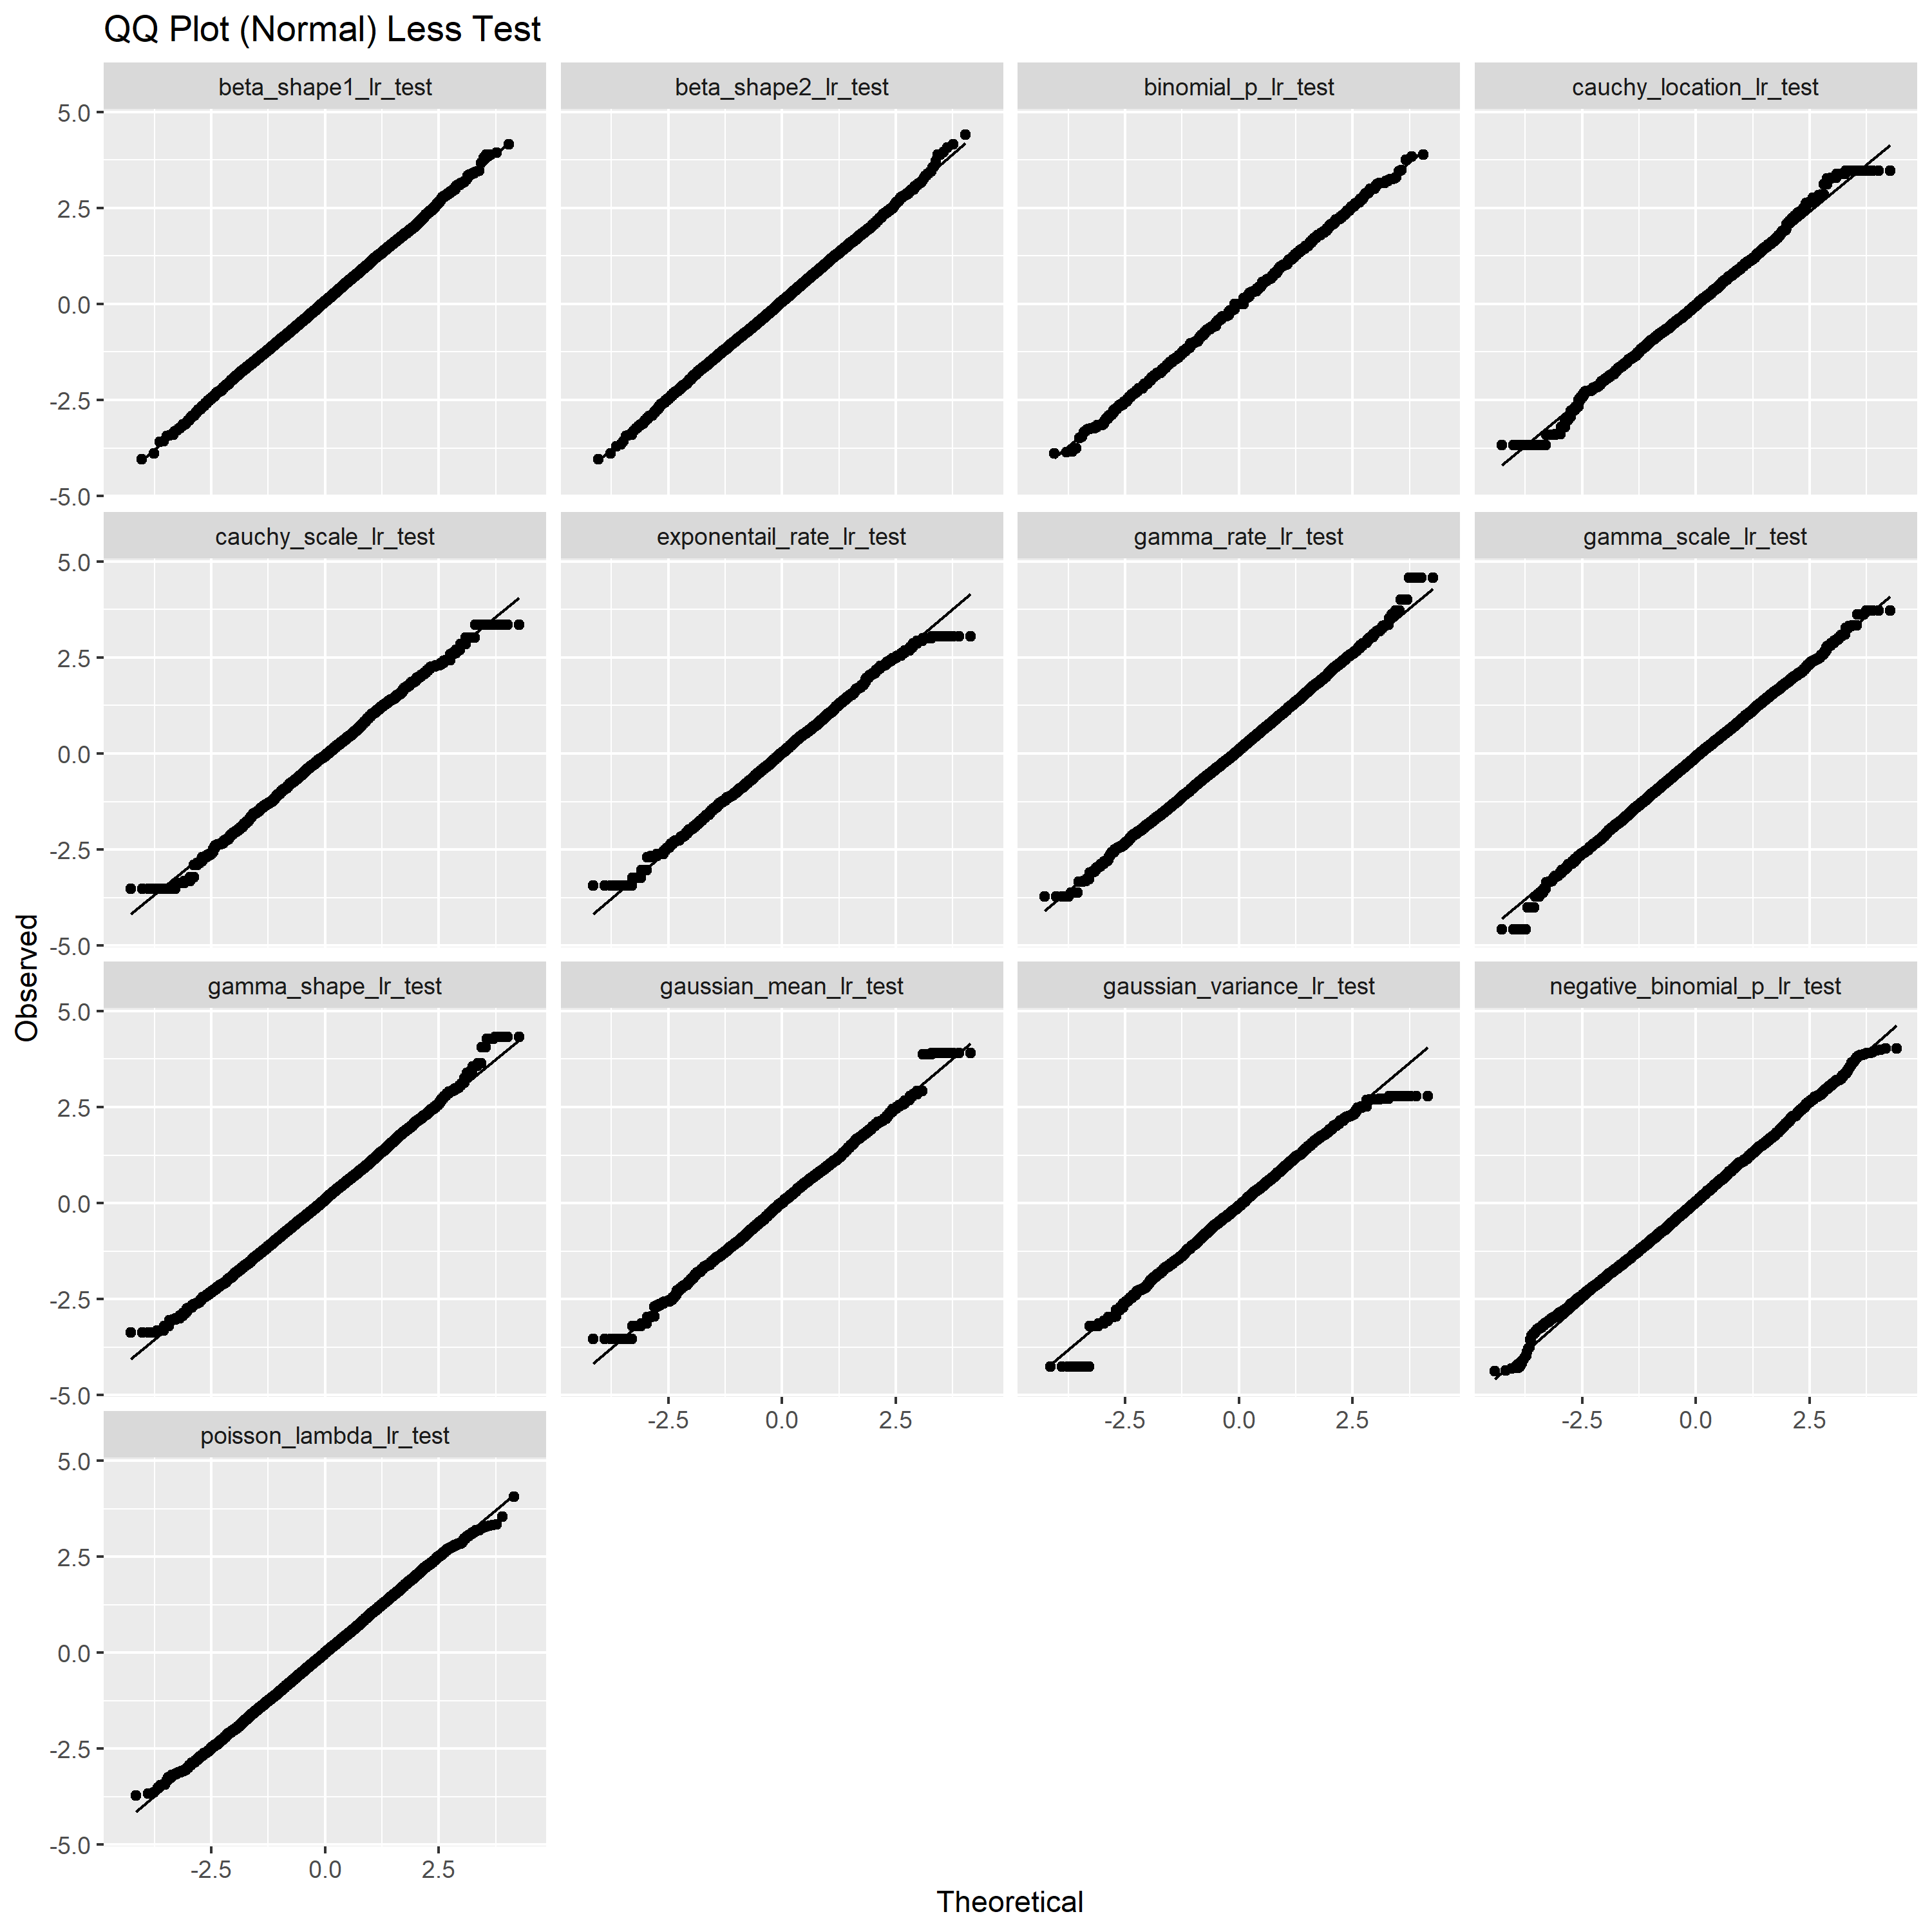 QQ Plot (Normal) Less Test
beta_shape1_lr_test
beta_shape2_lr_test
binomial_p_lr_test
cauchy_location_lr_test
5.0
2.5
0.0
-2.5
-5.0
cauchy_scale_lr_test
exponentail_rate_lr_test
gamma_rate_lr_test
gamma_scale_lr_test
5.0
2.5
0.0
-2.5
-5.0
Observed
gamma_shape_lr_test
gaussian_mean_lr_test
gaussian_variance_lr_test
negative_binomial_p_lr_test
5.0
2.5
0.0
-2.5
-5.0
-2.5 0.0 2.5
-2.5 0.0 2.5
-2.5 0.0 2.5
poisson_lambda_lr_test
5.0
2.5
0.0
-2.5
-5.0
-2.5 0.0 2.5
Theoretical